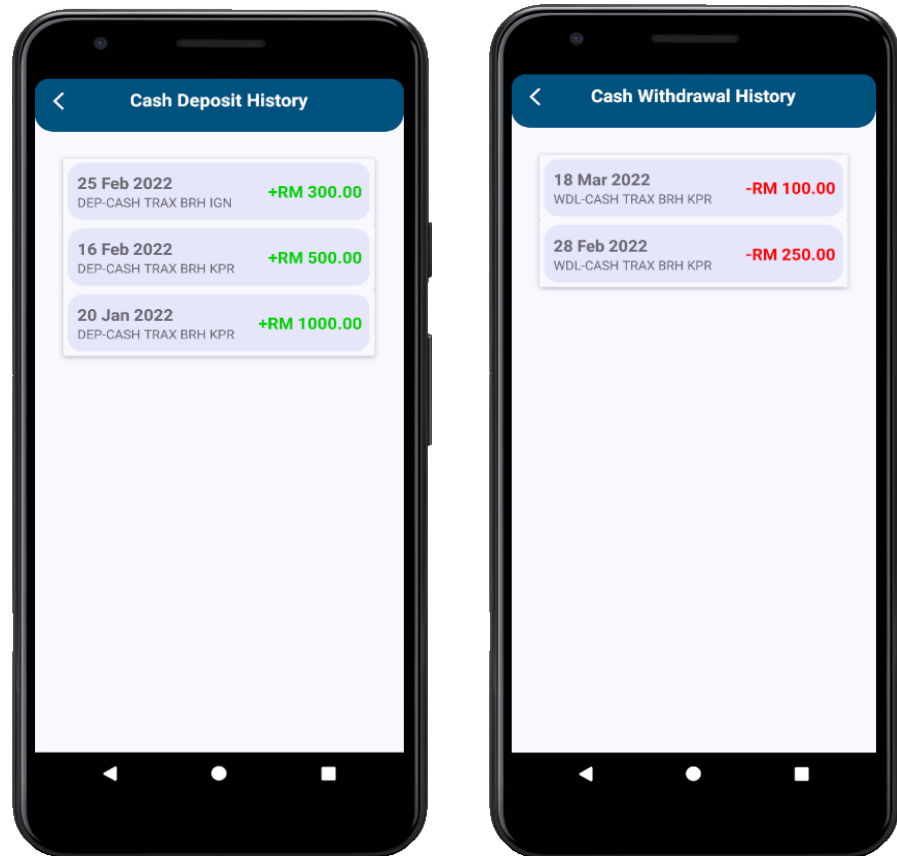 Cash Deposit History
25 Feb 2022
DEP-CASH TRAX BRH IGN
+RM 300.00
16 Feb 2022
DEP-CASH TRAX BRH KPR
+RM 500.00
20 Jan 2022
DEP-CASH TRAX BRH KPR
+RM 1000.00
Cash Withdrawal History
18 Mar 2022
WDL-CASH TRAX BRH KPR
-RM 100.00
28 Feb 2022
WDL-CASH TRAX BRH KPR
-RM 250.00